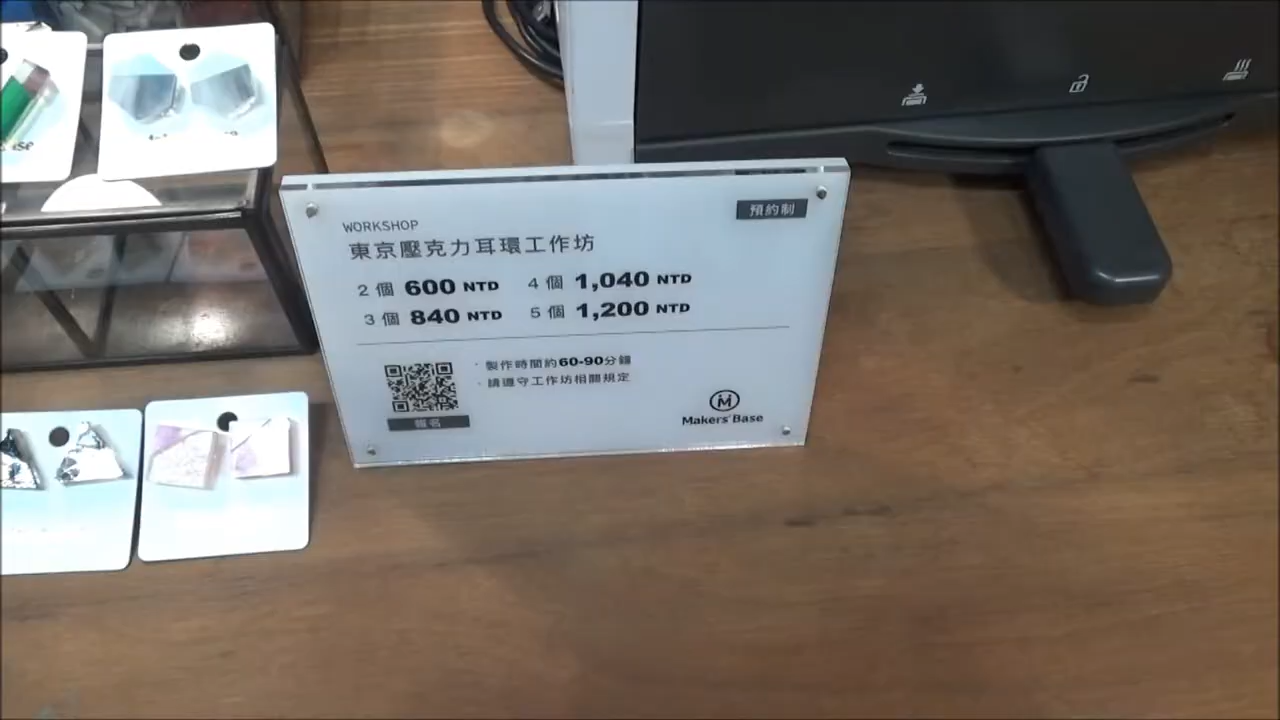 預約制
WORKSHOP
東京壓克力耳環工作坊
2 個 600 NTD
4 個 1,040 NTD
3 個 840 NTD
5 個 1,200 NTD
· 製作時間約60-90分鐘
· 請遵守工作坊相關規定
報名
M
Makers' Base